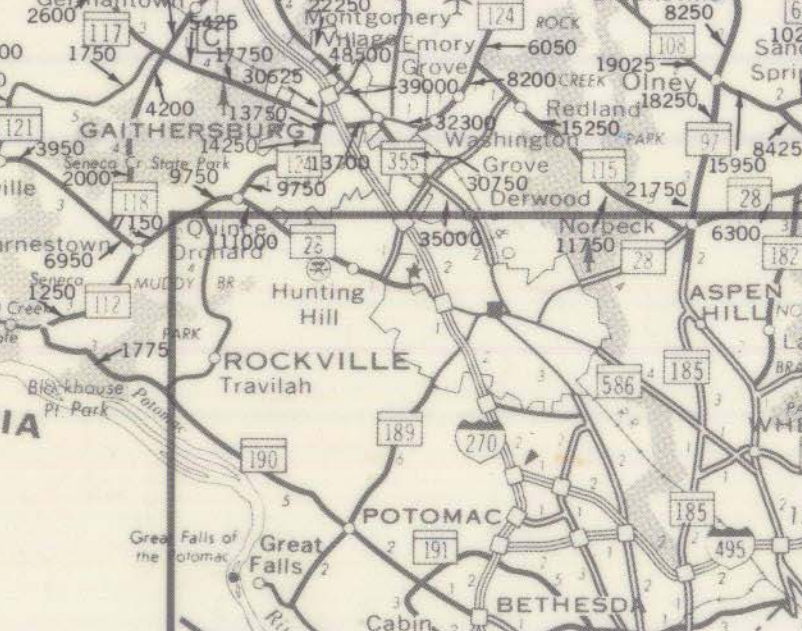 2600
5425
22250
124
ROCK
8250
117
Montgomery
Village
Emory
Grove
6050
108
1750
17750
48500
19025
Olney
30625
39000
8200
CREEK
18250
4200
13750
32300
Redland
15250
PARK
97
121
GAITHERSBURG
14250
Washington
Grove
15950
8425
3950
Seneca Cr State Park
13700
355
115
2000
9750
9750
30750
Derwood
21750
28
118
7150
Quince
Orchard
11000
28
35000
Norbeck
11750
28
6300
182
6950
Seneca
MUDDY BR
PARK
Hunting
Hill
ASPEN
HILL
1250
Creek
112
1775
ROCKVILLE
Travilah
586
185
Blockhouse
Pt Park
Potomac
IA
189
270
190
POTOMAC
185
495
191
Great Falls of
the Potomac
Great
Falls
BETHESDA
Cabin